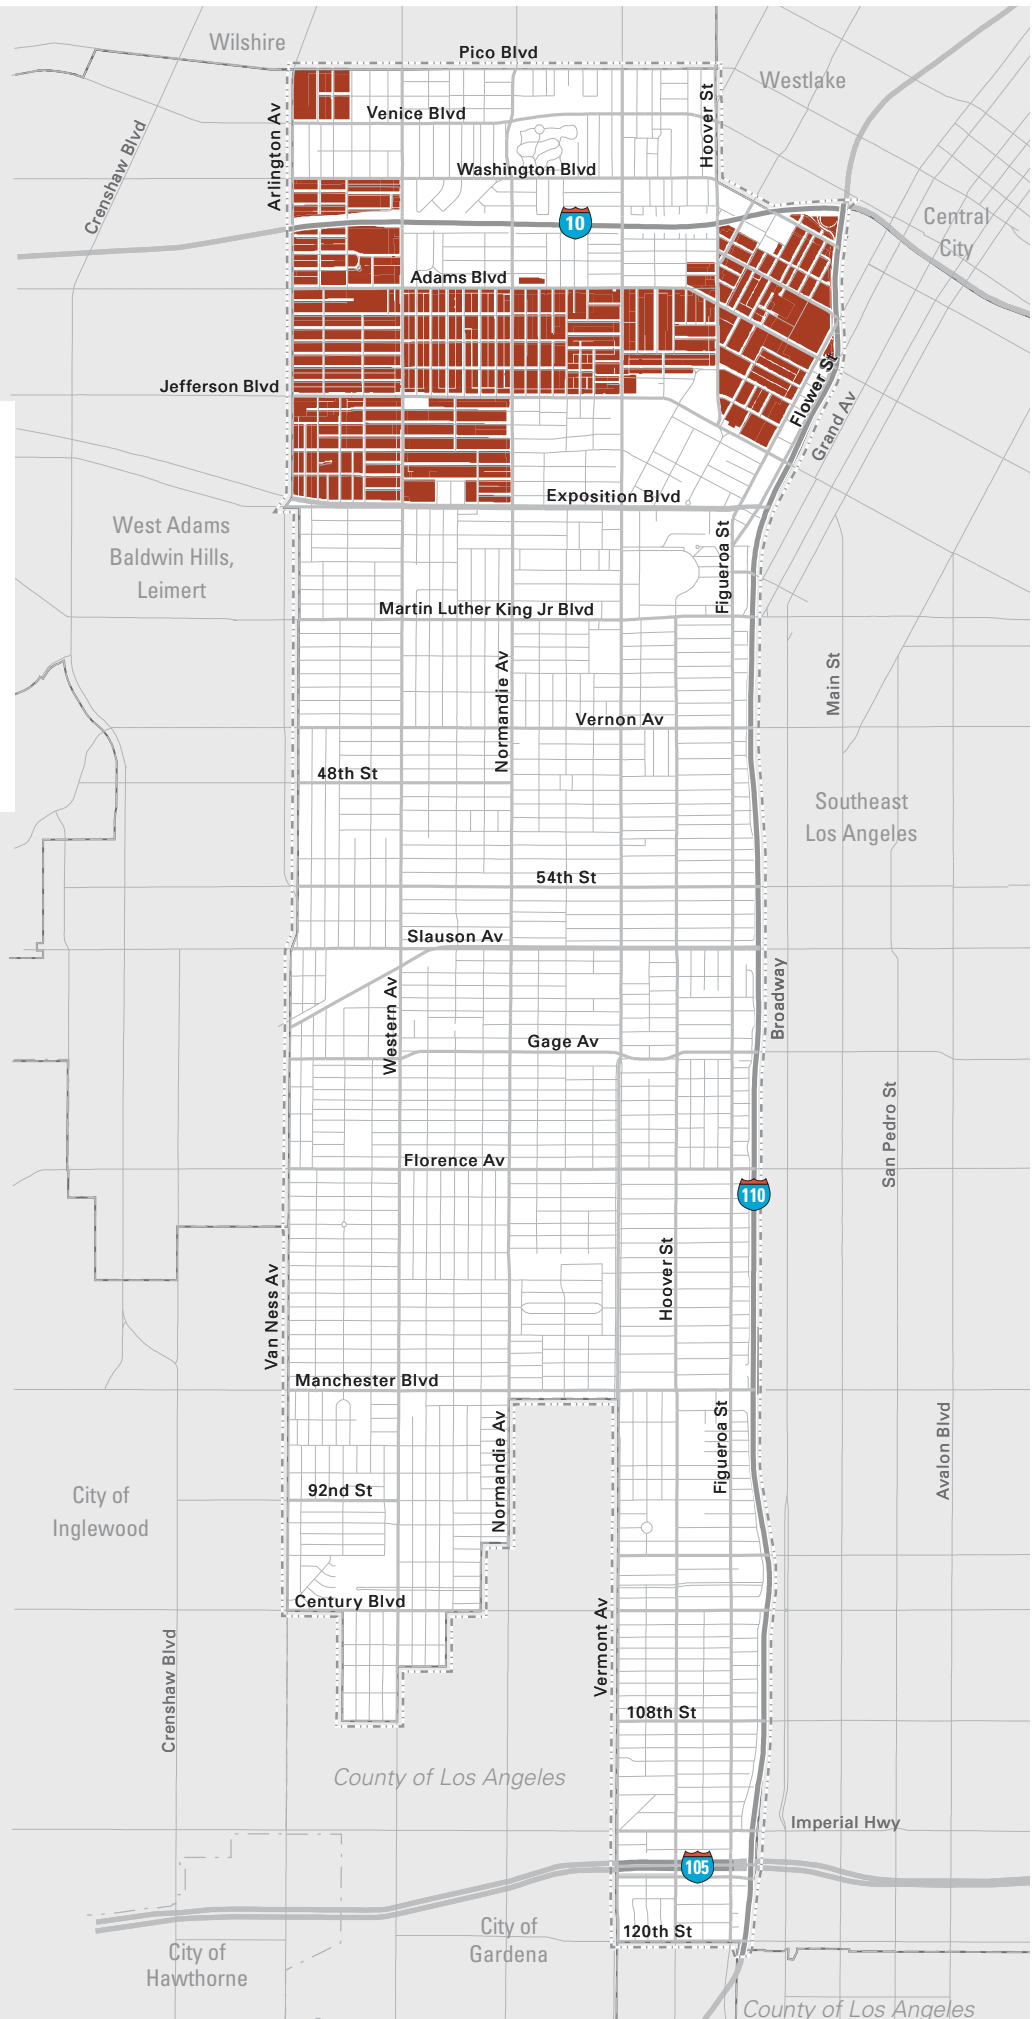 Wilshire
Pico Blvd
Westlake
Hoover St
Arlington Av
Venice Blvd
Crenshaw Blvd
Washington Blvd
10
Central
City
Adams Blvd
Jefferson Blvd
Flower St
Grand Av
Exposition Blvd
West Adams
Baldwin Hills,
Leimert
Figueroa St
Martin Luther King Jr Blvd
Normandie Av
Main St
Vernon Av
48th St
Southeast
Los Angeles
54th St
Slauson Av
Western Av
Broadway
Gage Av
San Pedro St
Florence Av
110
Hoover St
Van Ness Av
Manchester Blvd
Normandie Av
Figueroa St
Avalon Blvd
92nd St
City of
Inglewood
Century Blvd
Vermont Av
Crenshaw Blvd
108th St
County of Los Angeles
Imperial Hwy
105
City of
Gardena
120th St
City of
Hawthorne
County of Los Angeles